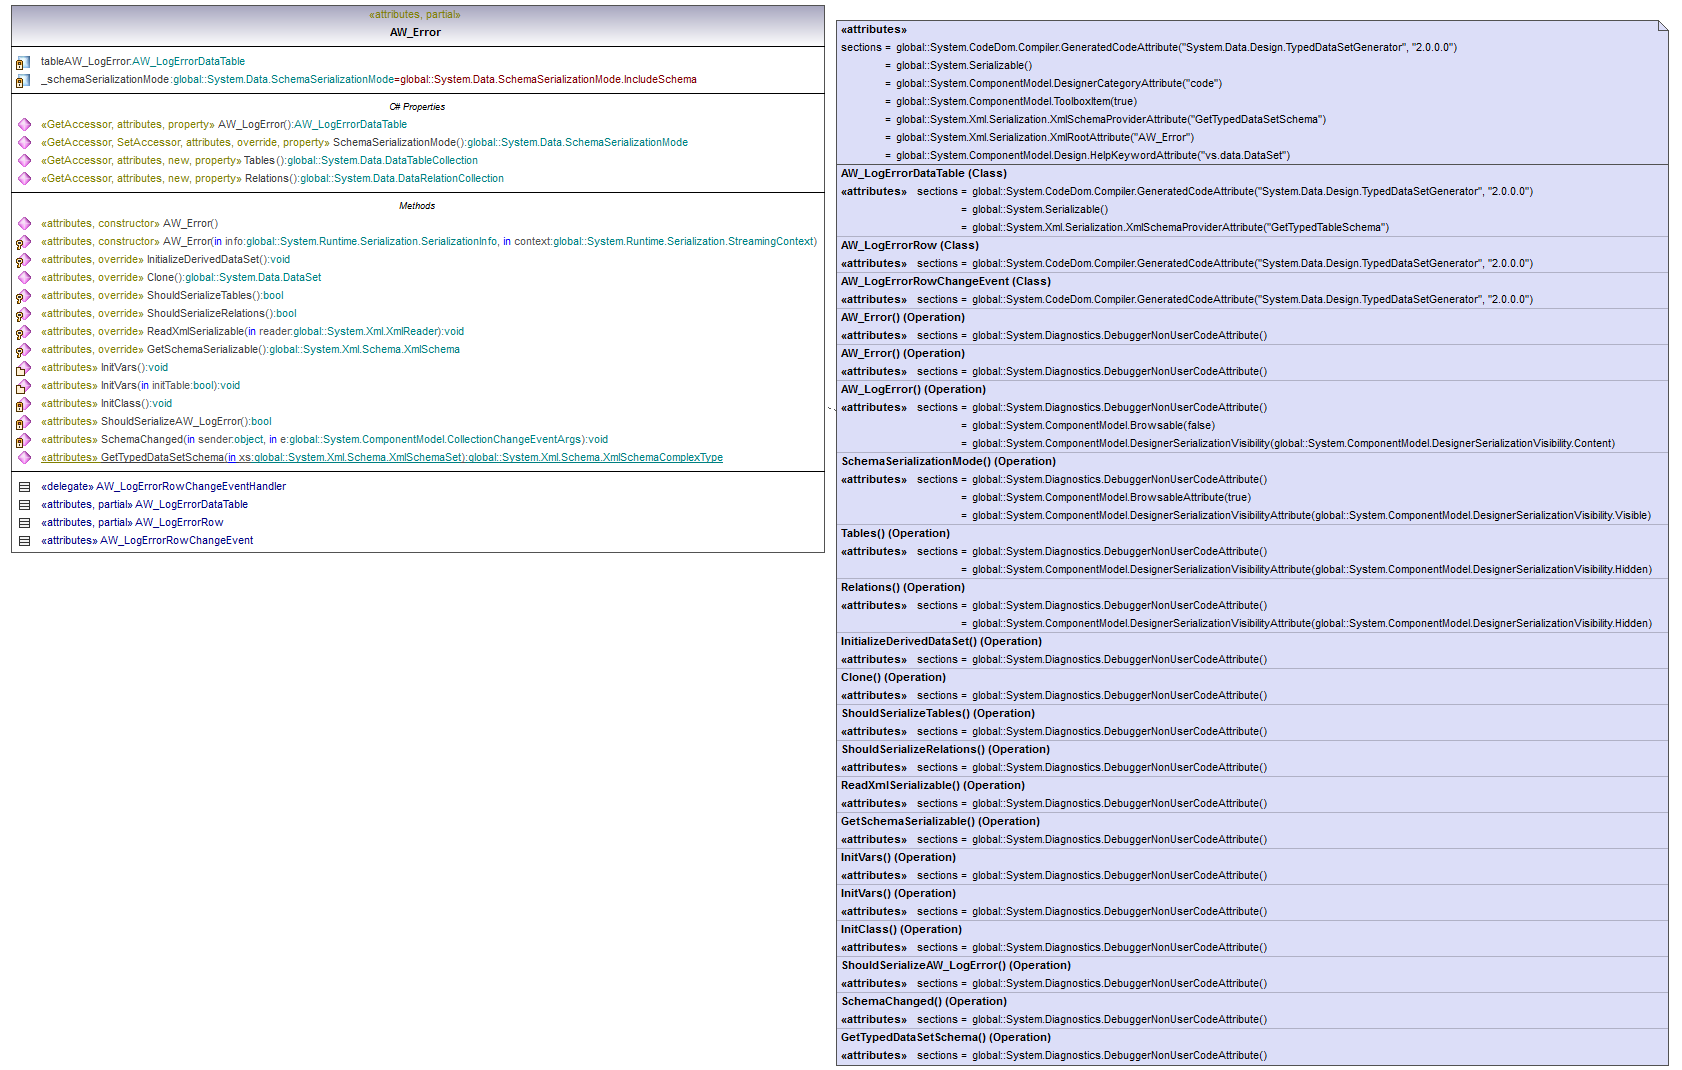 «attributes, partial»
AW_Error
tableAW_LogError:AW_LogErrorDataTable
_schemaSerializationMode:global::System.Data.SchemaSerializationMode=global::System.Data.SchemaSerializationMode.IncludeSchema
C# Properties
«GetAccessor, attributes, property» AW_LogError():AW_LogErrorDataTable
«GetAccessor, SetAccessor, attributes, override, property» SchemaSerializationMode():global::System.Data.SchemaSerializationMode
«GetAccessor, attributes, new, property» Tables():global::System.Data.DataTableCollection
«GetAccessor, attributes, new, property» Relations():global::System.Data.DataRelationCollection
Methods
«attributes, constructor» AW_Error()
«attributes, constructor» AW_Error(in info:global::System.Runtime.Serialization.SerializationInfo, in context:global::System.Runtime.Serialization.StreamingContext)
«attributes, override» InitializeDerivedDataSet():void
«attributes, override» Clone():global::System.Data.DataSet
«attributes, override» ShouldSerializeTables():bool
«attributes, override» ShouldSerializeRelations():bool
«attributes, override» ReadXmlSerializable(in reader:global::System.Xml.XmlReader):void
«attributes, override» GetSchemaSerializable():global::System.Xml.Schema.XmlSchema
«attributes» InitVars():void
«attributes» InitVars(in initTable:bool):void
«attributes» InitClass():void
«attributes» ShouldSerializeAW_LogError():bool
«attributes» SchemaChanged(in sender:object, in e:global::System.ComponentModel.CollectionChangeEventArgs):void
«attributes» GetTypedDataSetSchema(in xs:global::System.Xml.Schema.XmlSchemaSet):global::System.Xml.Schema.XmlSchemaComplexType
«delegate» AW_LogErrorRowChangeEventHandler
«attributes, partial» AW_LogErrorDataTable
«attributes, partial» AW_LogErrorRow
«attributes» AW_LogErrorRowChangeEvent
«attributes»
sections = global::System.CodeDom.Compiler.GeneratedCodeAttribute("System.Data.Design.TypedDataSetGenerator", "2.0.0.0")
= global::System.Serializable()
= global::System.ComponentModel.DesignerCategoryAttribute("code")
= global::System.ComponentModel.ToolboxItem(true)
= global::System.Xml.Serialization.XmlSchemaProviderAttribute("GetTypedDataSetSchema")
= global::System.Xml.Serialization.XmlRootAttribute("AW_Error")
= global::System.ComponentModel.Design.HelpKeywordAttribute("vs.data.DataSet")
AW_LogErrorDataTable (Class)
«attributes» sections = global::System.CodeDom.Compiler.GeneratedCodeAttribute("System.Data.Design.TypedDataSetGenerator", "2.0.0.0")
= global::System.Serializable()
= global::System.Xml.Serialization.XmlSchemaProviderAttribute("GetTypedTableSchema")
AW_LogErrorRow (Class)
«attributes» sections = global::System.CodeDom.Compiler.GeneratedCodeAttribute("System.Data.Design.TypedDataSetGenerator", "2.0.0.0")
AW_LogErrorRowChangeEvent (Class)
«attributes» sections = global::System.CodeDom.Compiler.GeneratedCodeAttribute("System.Data.Design.TypedDataSetGenerator", "2.0.0.0")
AW_Error() (Operation)
«attributes» sections = global::System.Diagnostics.DebuggerNonUserCodeAttribute()
AW_Error() (Operation)
«attributes» sections = global::System.Diagnostics.DebuggerNonUserCodeAttribute()
AW_LogError() (Operation)
«attributes» sections = global::System.Diagnostics.DebuggerNonUserCodeAttribute()
= global::System.ComponentModel.Browsable(false)
= global::System.ComponentModel.DesignerSerializationVisibility(global::System.ComponentModel.DesignerSerializationVisibility.Content)
SchemaSerializationMode() (Operation)
«attributes» sections = global::System.Diagnostics.DebuggerNonUserCodeAttribute()
= global::System.ComponentModel.BrowsableAttribute(true)
= global::System.ComponentModel.DesignerSerializationVisibilityAttribute(global::System.ComponentModel.DesignerSerializationVisibility.Visible)
Tables() (Operation)
«attributes» sections = global::System.Diagnostics.DebuggerNonUserCodeAttribute()
= global::System.ComponentModel.DesignerSerializationVisibilityAttribute(global::System.ComponentModel.DesignerSerializationVisibility.Hidden)
Relations() (Operation)
«attributes» sections = global::System.Diagnostics.DebuggerNonUserCodeAttribute()
= global::System.ComponentModel.DesignerSerializationVisibilityAttribute(global::System.ComponentModel.DesignerSerializationVisibility.Hidden)
InitializeDerivedDataSet() (Operation)
«attributes» sections = global::System.Diagnostics.DebuggerNonUserCodeAttribute()
Clone() (Operation)
«attributes» sections = global::System.Diagnostics.DebuggerNonUserCodeAttribute()
ShouldSerializeTables() (Operation)
«attributes» sections = global::System.Diagnostics.DebuggerNonUserCodeAttribute()
ShouldSerializeRelations() (Operation)
«attributes» sections = global::System.Diagnostics.DebuggerNonUserCodeAttribute()
ReadXmlSerializable() (Operation)
«attributes» sections = global::System.Diagnostics.DebuggerNonUserCodeAttribute()
GetSchemaSerializable() (Operation)
«attributes» sections = global::System.Diagnostics.DebuggerNonUserCodeAttribute()
InitVars() (Operation)
«attributes» sections = global::System.Diagnostics.DebuggerNonUserCodeAttribute()
InitVars() (Operation)
«attributes» sections = global::System.Diagnostics.DebuggerNonUserCodeAttribute()
InitClass() (Operation)
«attributes» sections = global::System.Diagnostics.DebuggerNonUserCodeAttribute()
ShouldSerializeAW_LogError() (Operation)
«attributes» sections = global::System.Diagnostics.DebuggerNonUserCodeAttribute()
SchemaChanged() (Operation)
«attributes» sections = global::System.Diagnostics.DebuggerNonUserCodeAttribute()
GetTypedDataSetSchema() (Operation)
«attributes» sections = global::System.Diagnostics.DebuggerNonUserCodeAttribute()